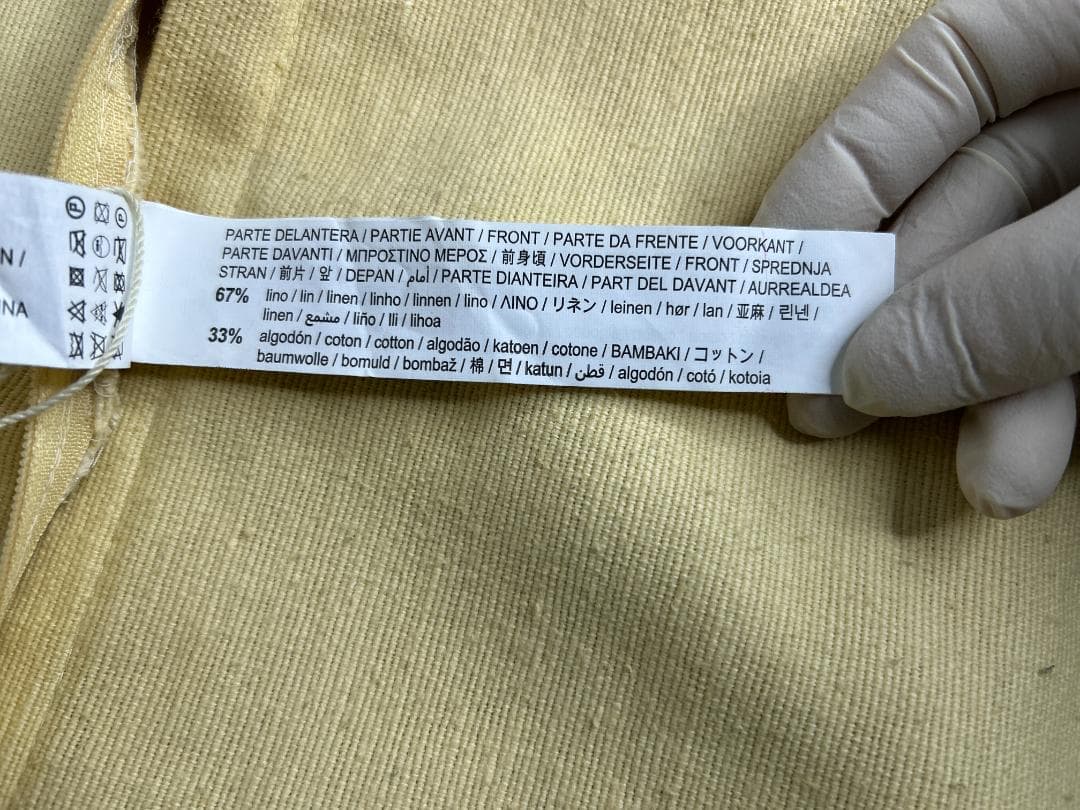 N /
NA
PARTE DELANTERA / PARTIE AVANT / FRONT / PARTE DA FRENTE / VOORKANT /
PARTE DAVANTI / ΜΠΡΟΣΤΙΝΟ ΜΕΡΟΣ / 前身頃 / VORDERSEITE / FRONT / SPREDNJA
STRAN / 前片 / 앞 / DEPAN / أمام / PARTE DIANTEIRA / PART DEL DAVANT / AURREALDEA
67% lino / lin / linen / linho / linnen / lino / ΛΙΝΟ / リネン / leinen / hør / lan / 亚麻 / 린넨 /
linen / مشمع / liño / lli / lihoa
33% algodón / coton / cotton / algodão / katoen / cotone / BAMBAKI / コットン /
baumwolle / bomuld / bombaž / 棉 / 면 / katun / قطن / algodón / cotó / kotoia